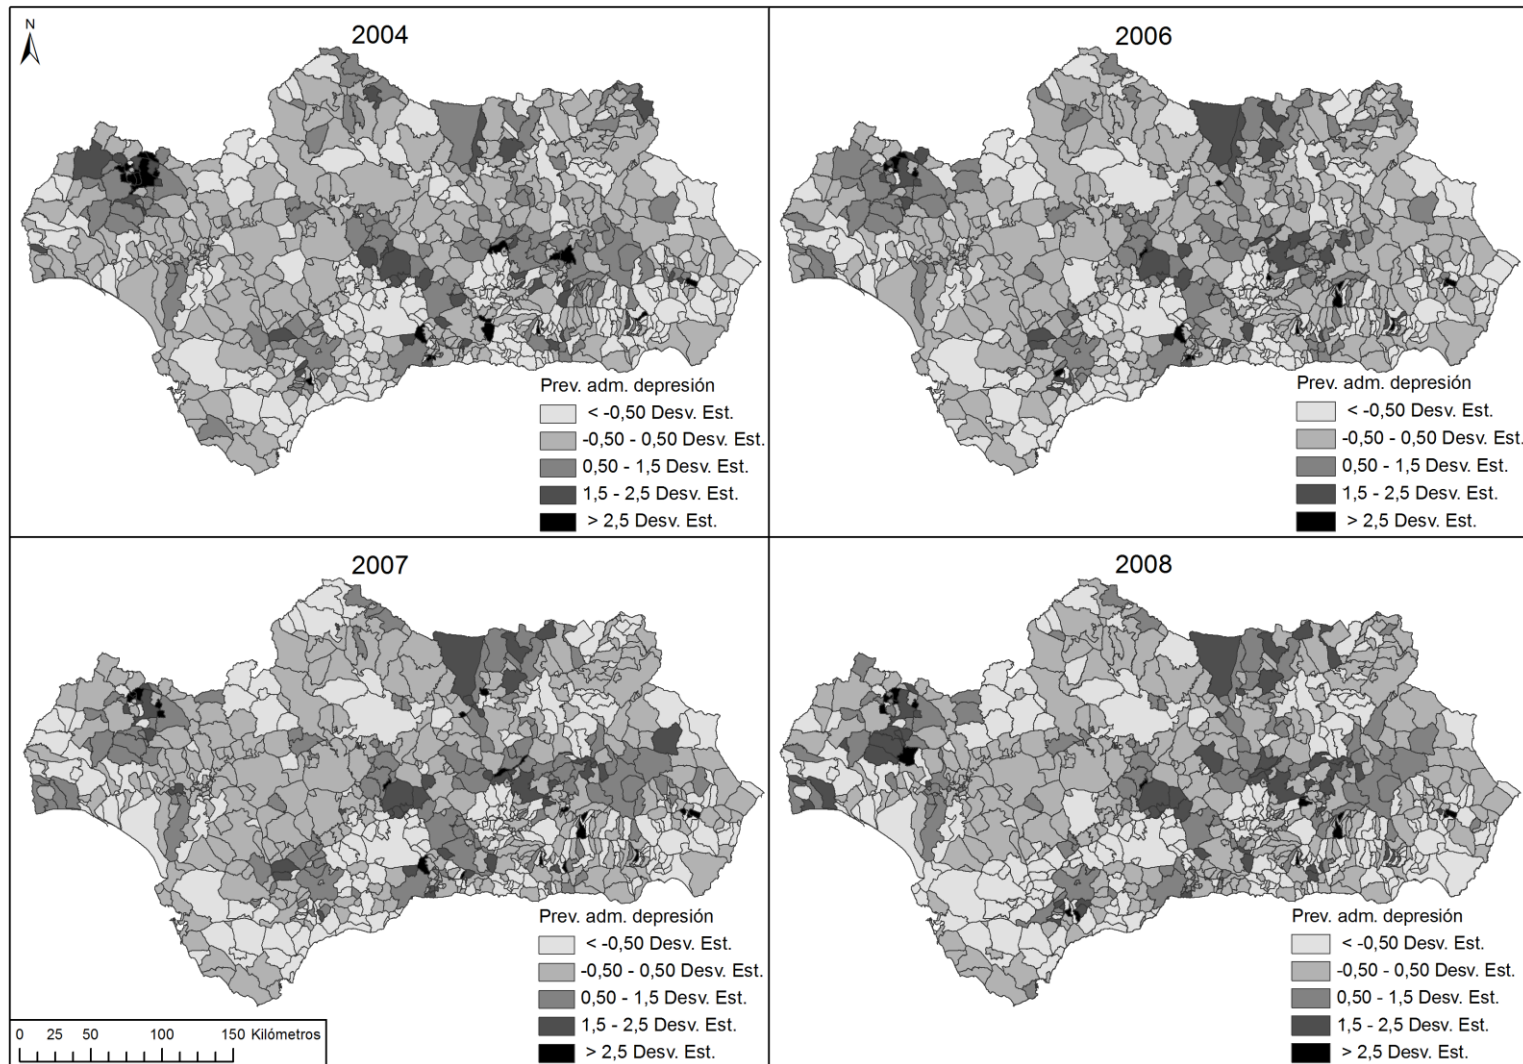 N
2004
Prev. adm. depresión
< -0,50 Desv. Est.
-0,50 - 0,50 Desv. Est.
0,50 - 1,5 Desv. Est.
1,5 - 2,5 Desv. Est.
> 2,5 Desv. Est.
2006
Prev. adm. depresión
< -0,50 Desv. Est.
-0,50 - 0,50 Desv. Est.
0,50 - 1,5 Desv. Est.
1,5 - 2,5 Desv. Est.
> 2,5 Desv. Est.
2007
Prev. adm. depresión
< -0,50 Desv. Est.
-0,50 - 0,50 Desv. Est.
0,50 - 1,5 Desv. Est.
1,5 - 2,5 Desv. Est.
> 2,5 Desv. Est.
0 25 50 100 150 Kilómetros
2008
Prev. adm. depresión
< -0,50 Desv. Est.
-0,50 - 0,50 Desv. Est.
0,50 - 1,5 Desv. Est.
1,5 - 2,5 Desv. Est.
> 2,5 Desv. Est.